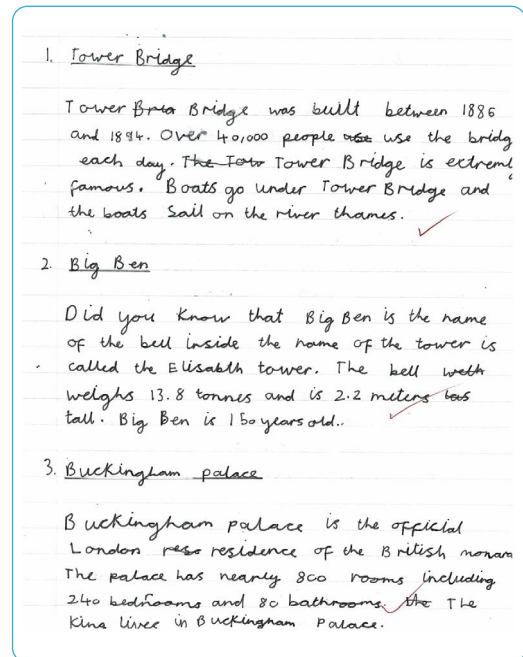 1. Tower Bridge
Tower Bria Bridge was built between 1886
and 1894. Over 40,000 people use the bridg
each day. The Tow Tower Bridge is extreml
famous. Boats go under Tower Bridge and
the boats Sail on the river thames.
2. Big Ben
Did you know that Big Ben is the name
of the bell inside the name of the tower is
called the Elisabth tower. The bell weth
weighs 13.8 tonnes and is 2.2 meters
tall. Big Ben is 150 years old..
3. Buckingham palace
Buckingham palace is the official
London reso residence of the British monarc
The palace has nearly 800 rooms including
240 bedrooms and 80 bathrooms. the The
King lives in Buckingham Palace.